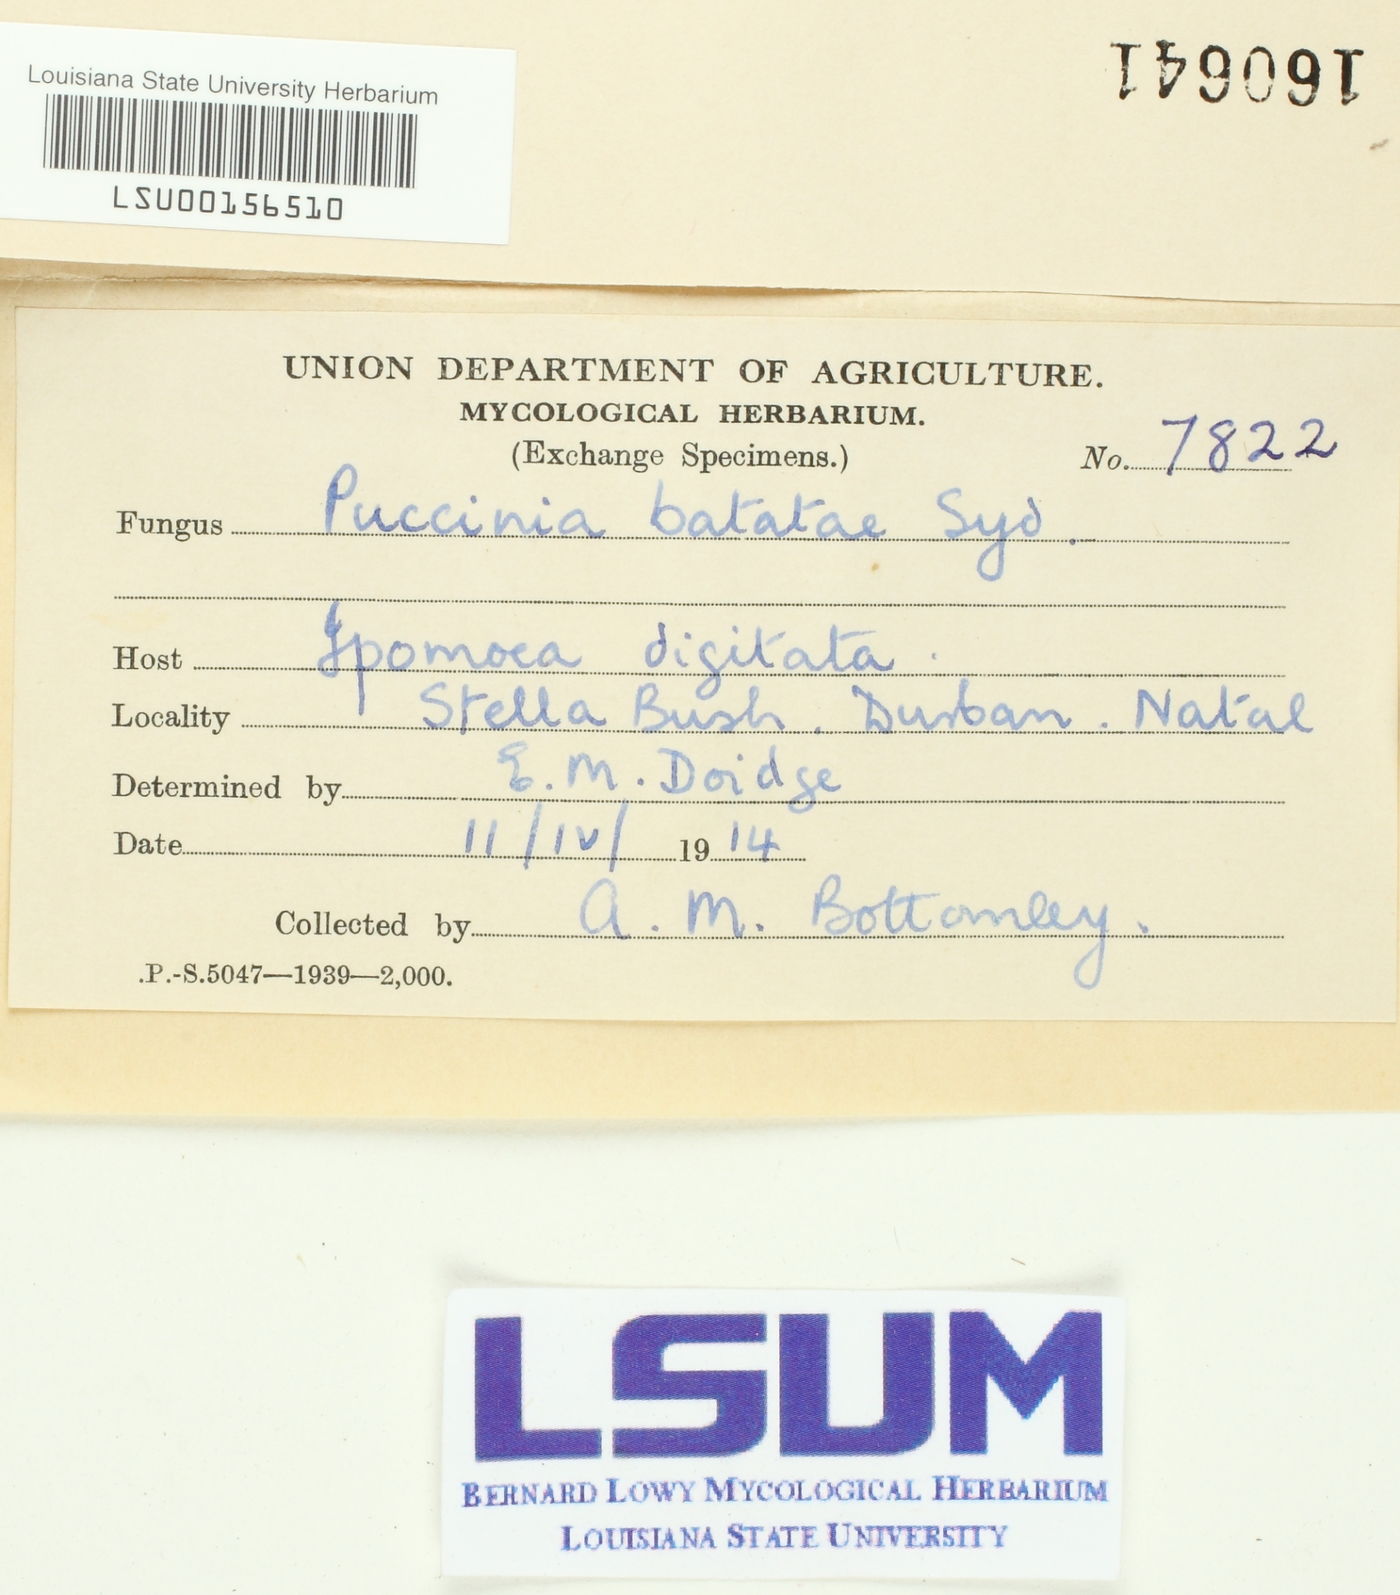 Louisiana State University Herbarium
LSU00156510
160641
UNION DEPARTMENT OF AGRICULTURE.
MYCOLOGICAL HERBARIUM.
(Exchange Specimens.)
No. 7822
Fungus Puccinia batatae Syd.
Host Ipomoea digitata.
Locality Stella Bush. Durban. Natal
Determined by E. M. Doidge
Date 11/IV/ 1914
Collected by A. M. Bottomley.
.P.-S.5047—1939—2,000.
LSUM
BERNARD LOWY MYCOLOGICAL HERBARIUM
LOUISIANA STATE UNIVERSITY